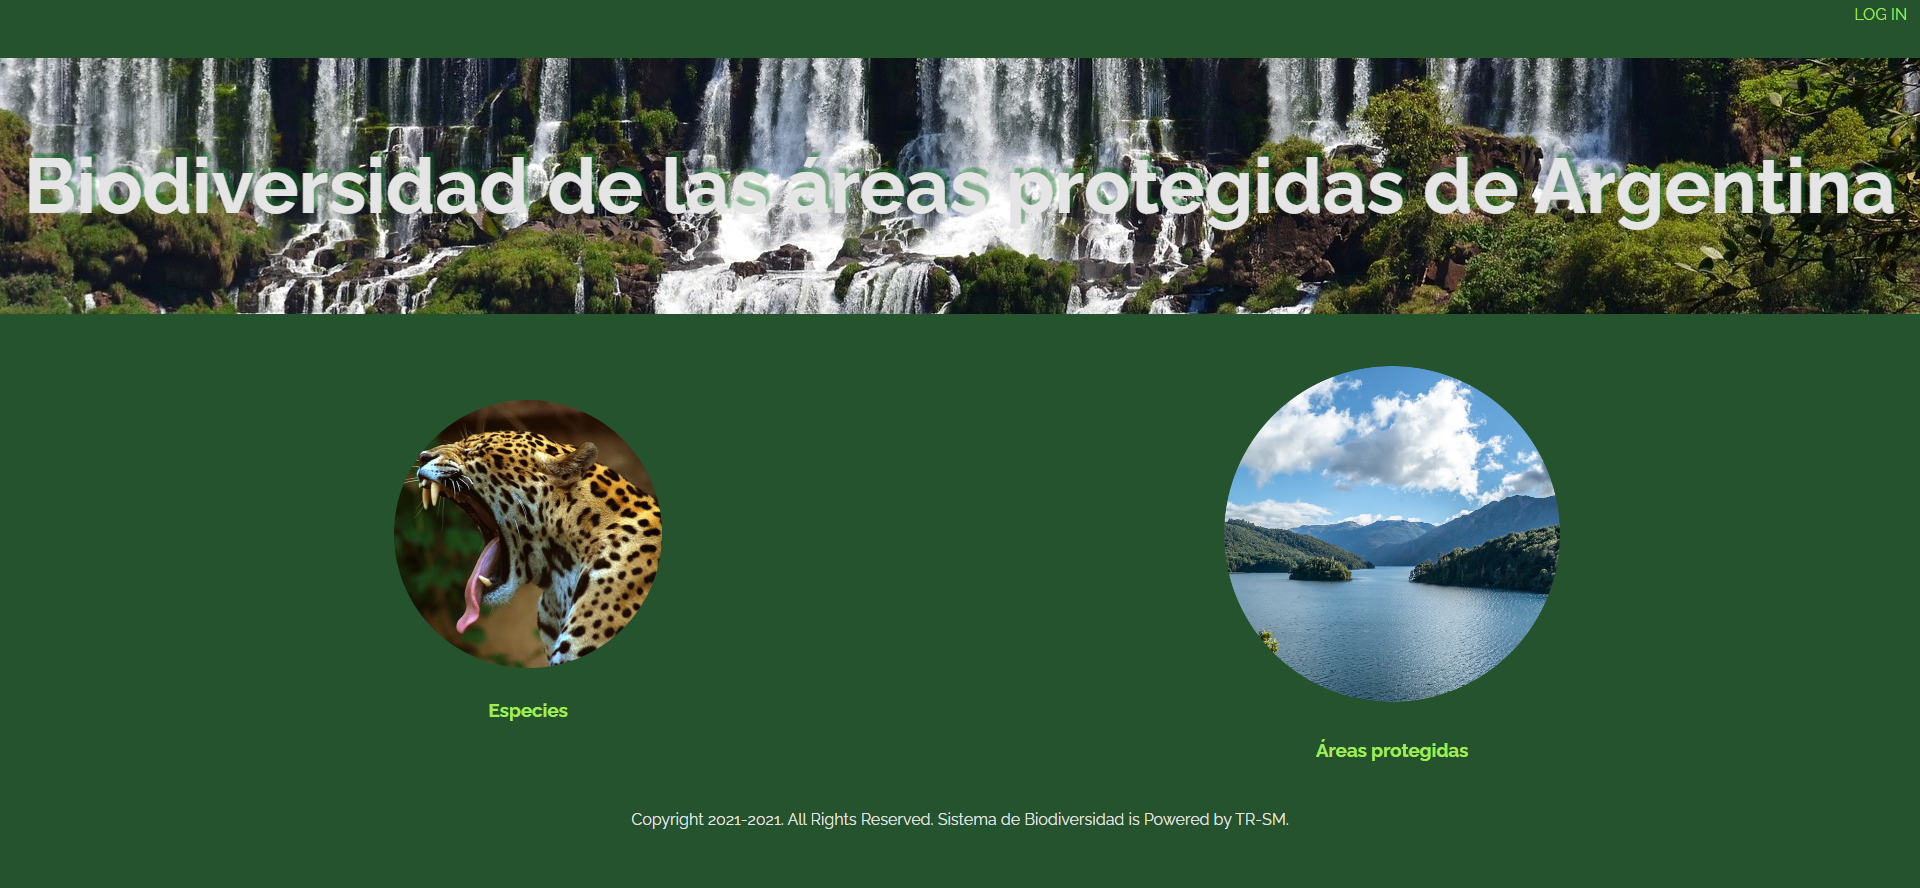 LOG IN
Biodiversidad de las áreas protegidas de Argentina
Especies
Áreas protegidas
Copyright 2021-2021. All Rights Reserved. Sistema de Biodiversidad is Powered by TR-SM.